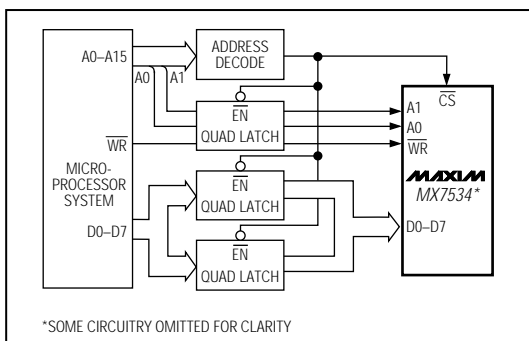 A0–A15
A0
A1
ADDRESS
DECODE
CS
EN
QUAD LATCH
A1
A0
WR
WR
MICRO-
PROCESSOR
SYSTEM
MAXIM
MX7534*
EN
QUAD LATCH
D0–D7
D0–D7
EN
QUAD LATCH
*SOME CIRCUITRY OMITTED FOR CLARITY